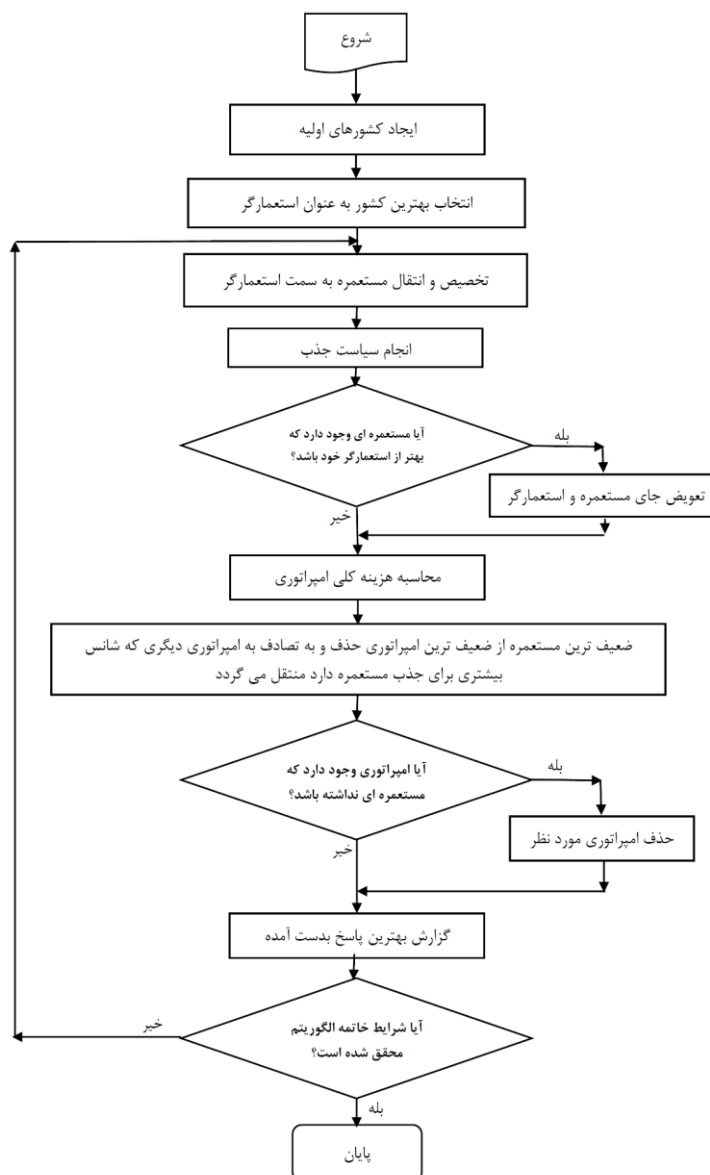 شروع
ایجاد کشورهای اولیه
انتخاب بهترین کشور به عنوان استعمارگر
تخصیص و انتقال مستعمره به سمت استعمارگر
انجام سیاست جذب
آیا مستعمره ای وجود دارد که
بهتر از استعمارگر خود باشد؟
بله
تعویض جای مستعمره و استعمارگر
خیر
محاسبه هزینه کلی امپراتوری
ضعیف ترین مستعمره از ضعیف ترین امپراتوری حذف و به تصادف به امپراتوری دیگری که شانس
بیشتری برای جذب مستعمره دارد منتقل می گردد
آیا امپراتوری وجود دارد که
مستعمره ای نداشته باشد؟
بله
حذف امپراتوری مورد نظر
خیر
گزارش بهترین پاسخ بدست آمده
آیا شرایط خاتمه الگوریتم
محقق شده است؟
خیر
بله
پایان